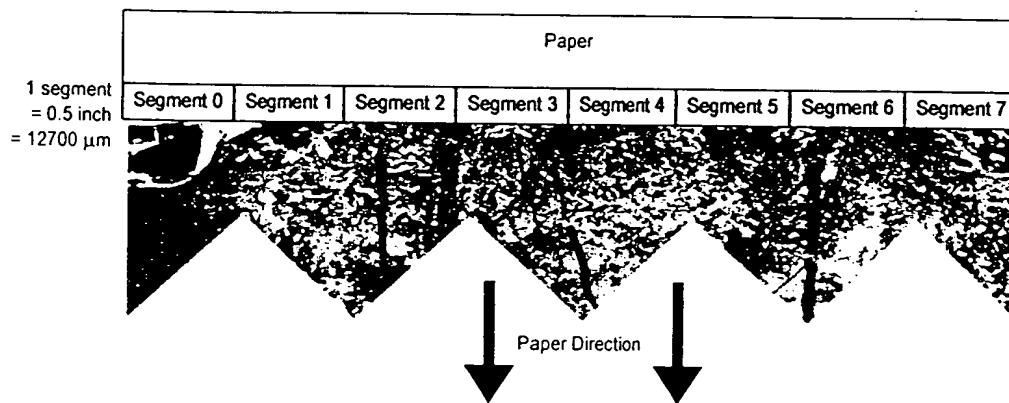 Paper
1 segment
= 0.5 inch
= 12700 µm
Segment 0 Segment 1 Segment 2 Segment 3 Segment 4 Segment 5 Segment 6 Segment 7
Paper Direction